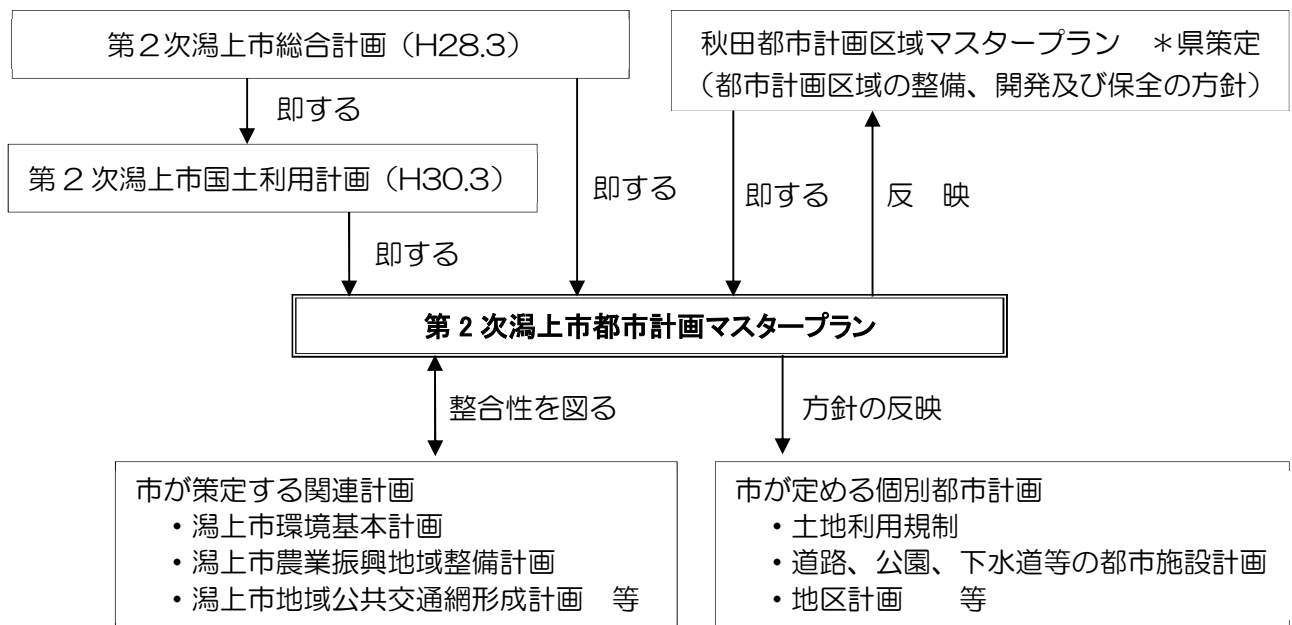 第2次潟上市総合計画（H28.3）
秋田都市計画区域マスタープラン　＊県策定
（都市計画区域の整備、開発及び保全の方針）
即する
第2次潟上市国土利用計画（H30.3）
即する
即する
即する
反　映
第2次潟上市都市計画マスタープラン
整合性を図る
方針の反映
市が策定する関連計画
・潟上市環境基本計画
・潟上市農業振興地域整備計画
・潟上市地域公共交通網形成計画　等
市が定める個別都市計画
・土地利用規制
・道路、公園、下水道等の都市施設計画
・地区計画　　等